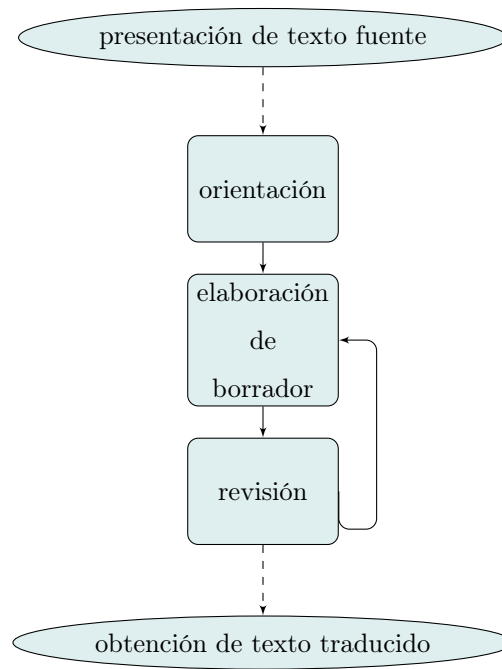 presentación de texto fuente
orientación
elaboración
de
borrador
revisión
obtención de texto traducido